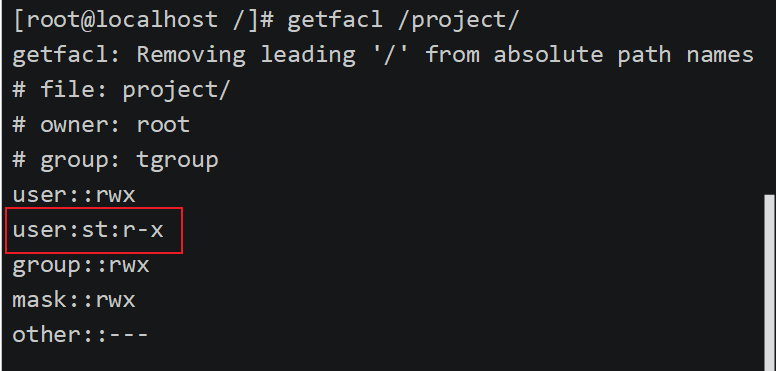 [root@localhost /]# getfacl /project/
getfacl: Removing leading '/' from absolute path names
# file: project/
# owner: root
# group: tgroup
user::rwx
user:st:r-x
group::rwx
mask::rwx
other::---